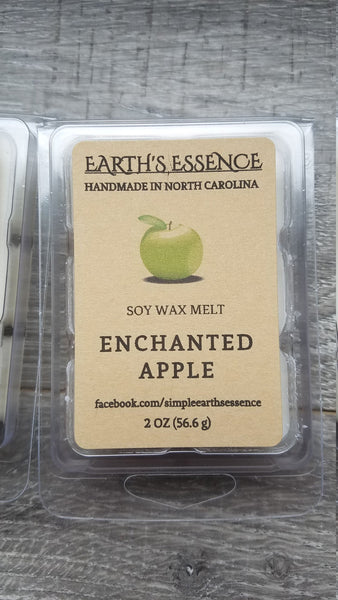 EARTH'S ESSENCE
HANDMADE IN NORTH CAROLINA
SOY WAX MELT
ENCHANTED
APPLE
facebook.com/simpleearthsessence
2 OZ (56.6 g)